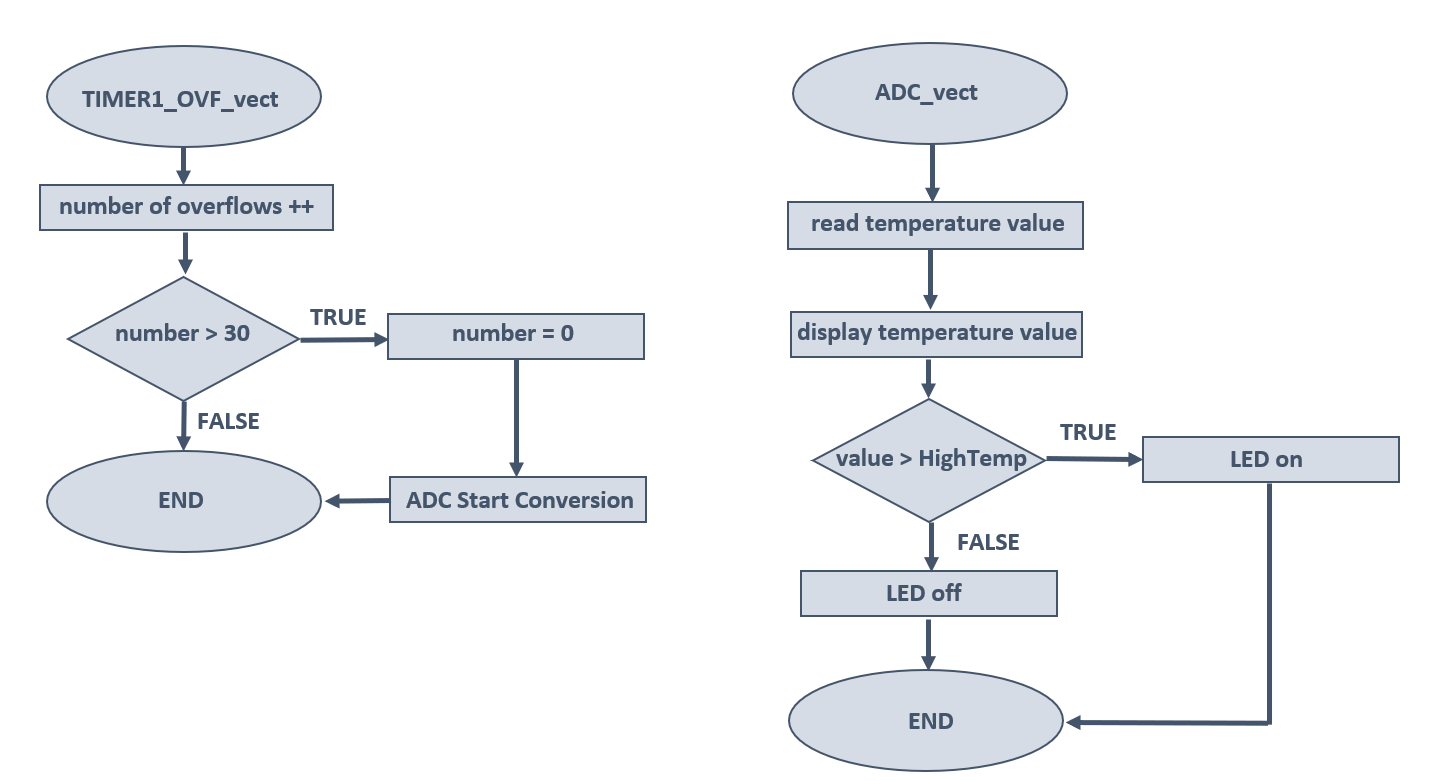 TIMER1_OVF_vect
number of overflows ++
number > 30
TRUE
number = 0
FALSE
END
ADC Start Conversion
ADC_vect
read temperature value
display temperature value
value > HighTemp
TRUE
LED on
FALSE
LED off
END